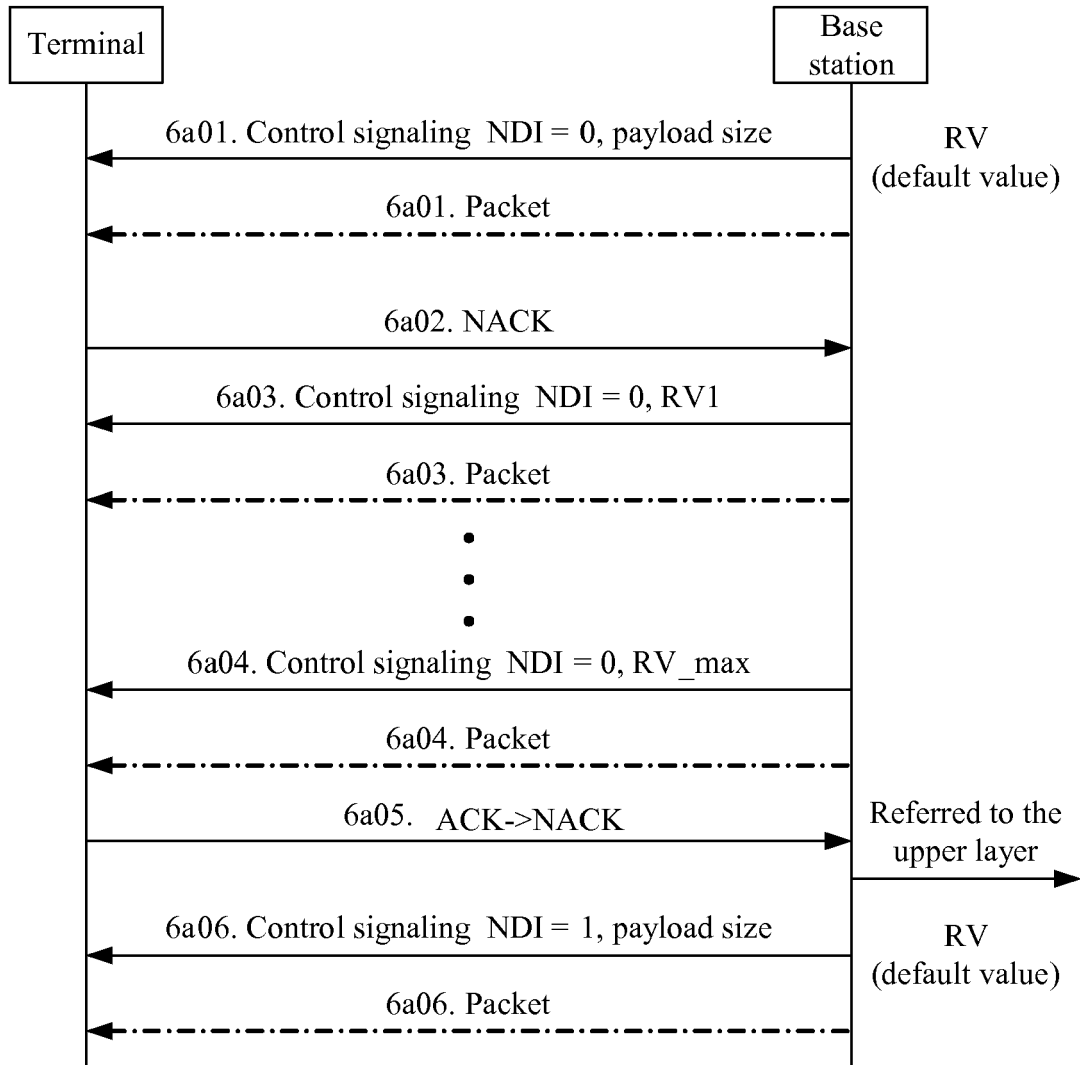 Terminal
Base
station
6a01. Control signaling NDI = 0, payload size
RV
(default value)
6a01. Packet
6a02. NACK
6a03. Control signaling NDI = 0, RV1
6a03. Packet
6a04. Control signaling NDI = 0, RV_max
6a04. Packet
6a05. ACK->NACK
Referred to the
upper layer
6a06. Control signaling NDI = 1, payload size
RV
(default value)
6a06. Packet